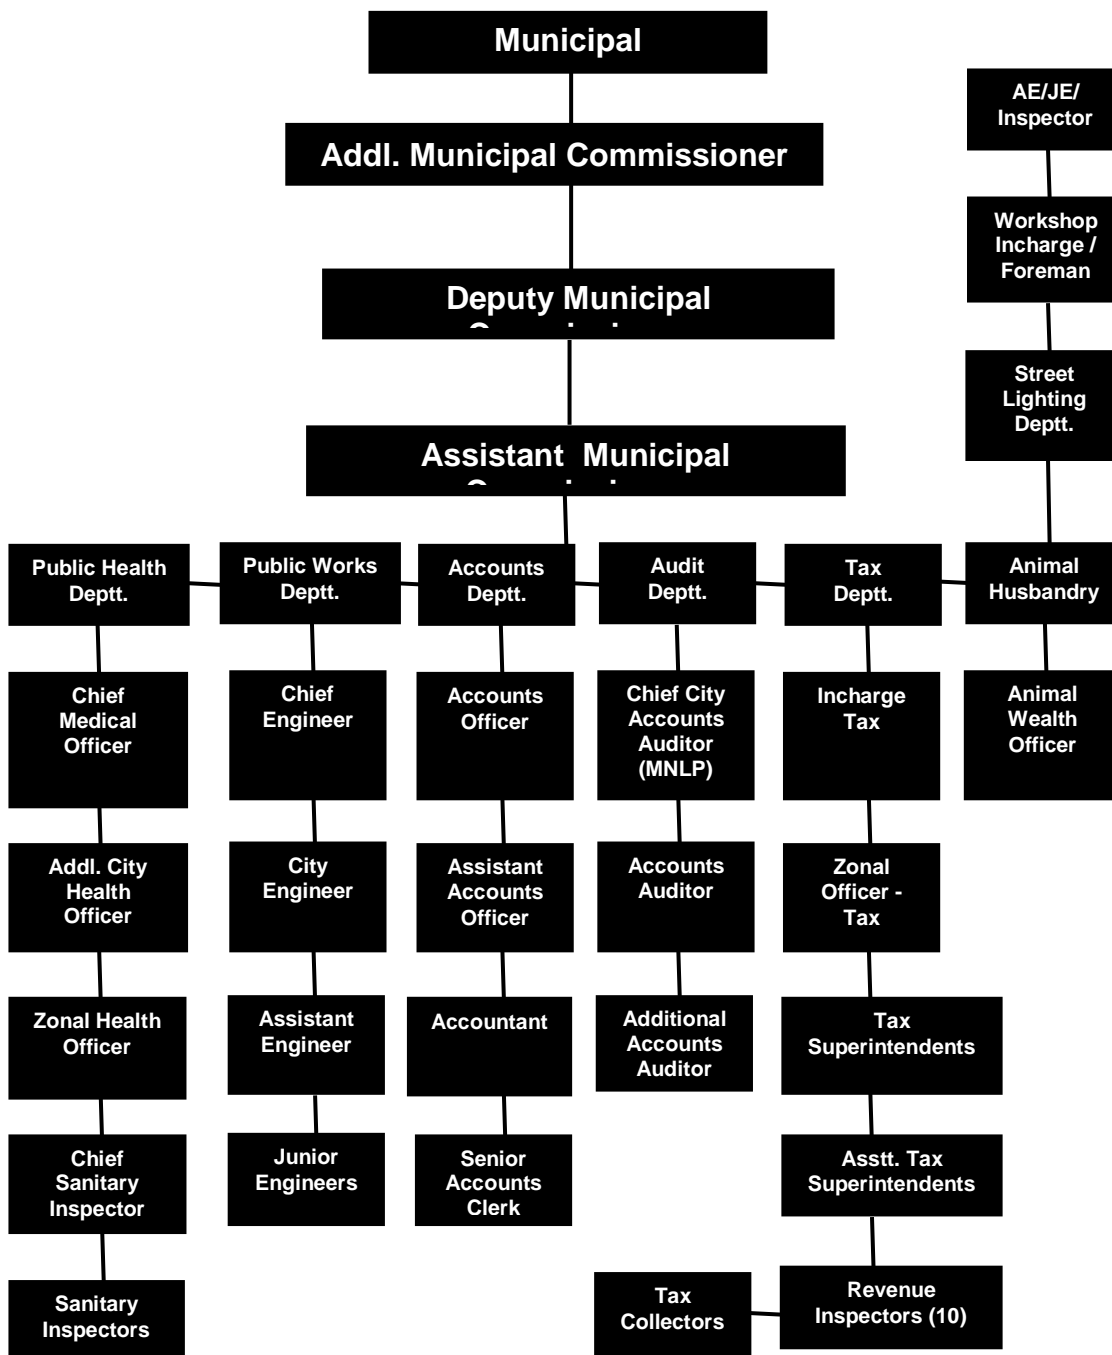 Municipal
Addl. Municipal Commissioner
Deputy Municipal
Assistant Municipal
AE/JE/
Inspector
Workshop
Incharge /
Foreman
Street
Lighting
Deptt.
Public Health
Deptt.
Public Works
Deptt.
Accounts
Deptt.
Audit
Deptt.
Tax
Deptt.
Animal
Husbandry
Chief
Medical
Officer
Chief
Engineer
Accounts
Officer
Chief City
Accounts
Auditor
(MNLP)
Incharge
Tax
Animal
Wealth
Officer
Addl. City
Health
Officer
City
Engineer
Assistant
Accounts
Officer
Accounts
Auditor
Zonal
Officer -
Tax
Zonal Health
Officer
Assistant
Engineer
Accountant
Additional
Accounts
Auditor
Tax
Superintendents
Chief
Sanitary
Inspector
Junior
Engineers
Senior
Accounts
Clerk
Asstt. Tax
Superintendents
Sanitary
Inspectors
Tax
Collectors
Revenue
Inspectors (10)